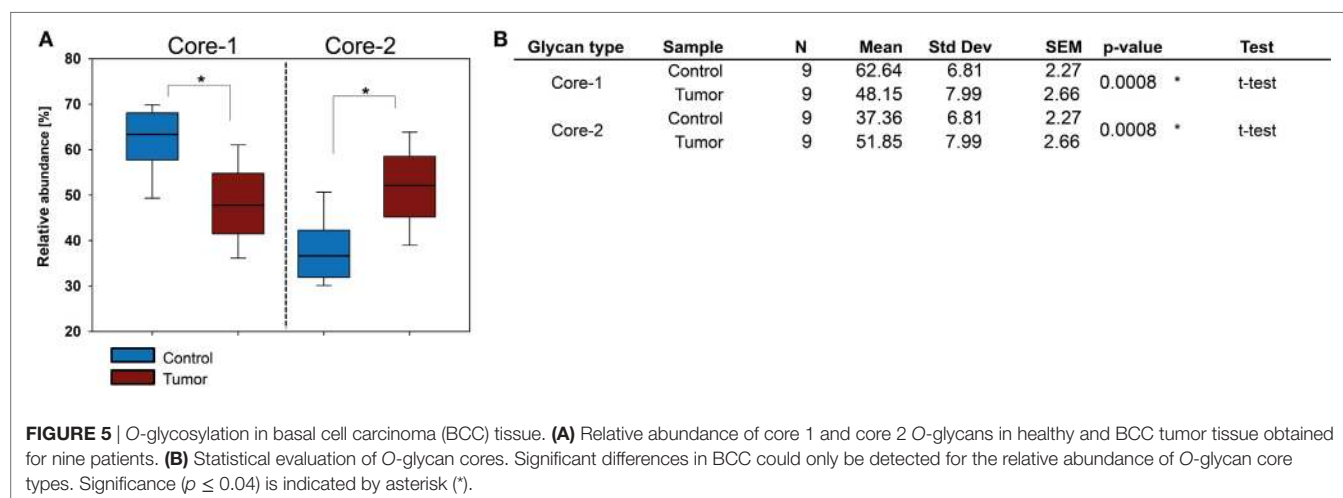 A
Core-1 Core-2
Relative abundance [%]
80
70
60
50
40
30
20
*
*
Control
Tumor
B
Glycan type Sample N Mean Std Dev SEM p-value Test
Core-1 Control 9 62.64 6.81 2.27 0.0008 * t-test
Tumor 9 48.15 7.99 2.66
Core-2 Control 9 37.36 6.81 2.27 0.0008 * t-test
Tumor 9 51.85 7.99 2.66
FIGURE 5 | O-glycosylation in basal cell carcinoma (BCC) tissue. (A) Relative abundance of core 1 and core 2 O-glycans in healthy and BCC tumor tissue obtained
for nine patients. (B) Statistical evaluation of O-glycan cores. Significant differences in BCC could only be detected for the relative abundance of O-glycan core
types. Significance (p ≤ 0.04) is indicated by asterisk (*).